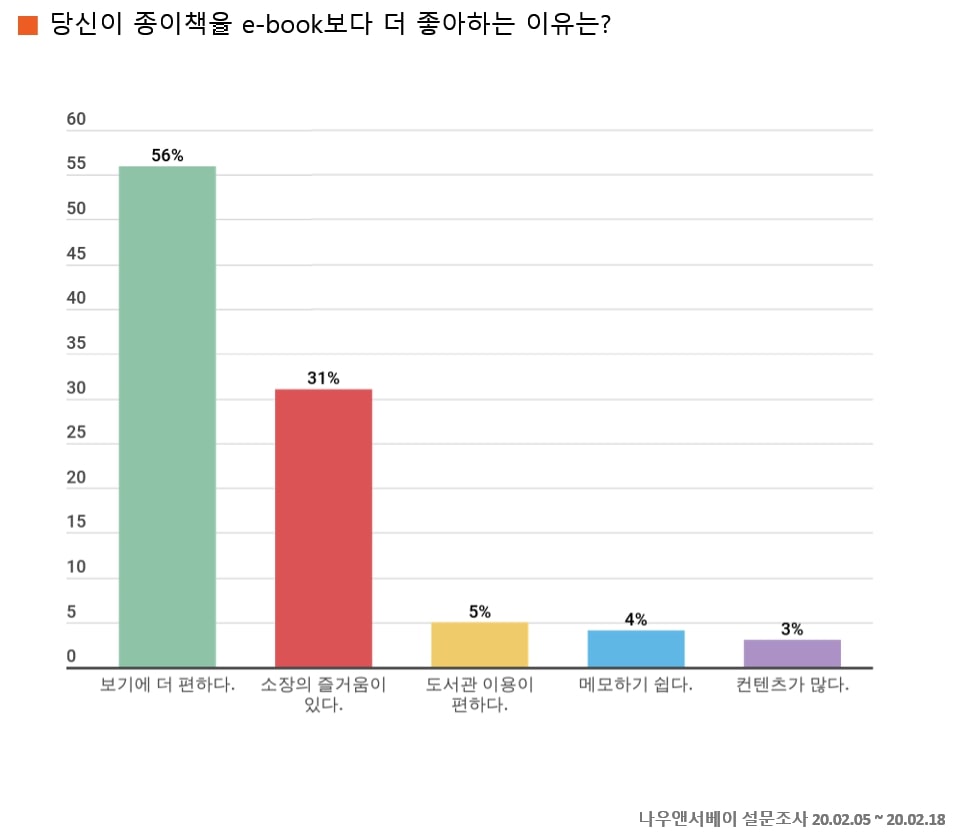 당신이 종이책을 e-book보다 더 좋아하는 이유는?
60
55
50
45
40
35
30
25
20
15
10
5
0
56%
31%
5%
4%
3%
보기에 더 편하다.
소장의 즐거움이
있다.
도서관 이용이
편하다.
메모하기 쉽다.
컨텐츠가 많다.
나우앤서베이 설문조사 20.02.05 ~ 20.02.18